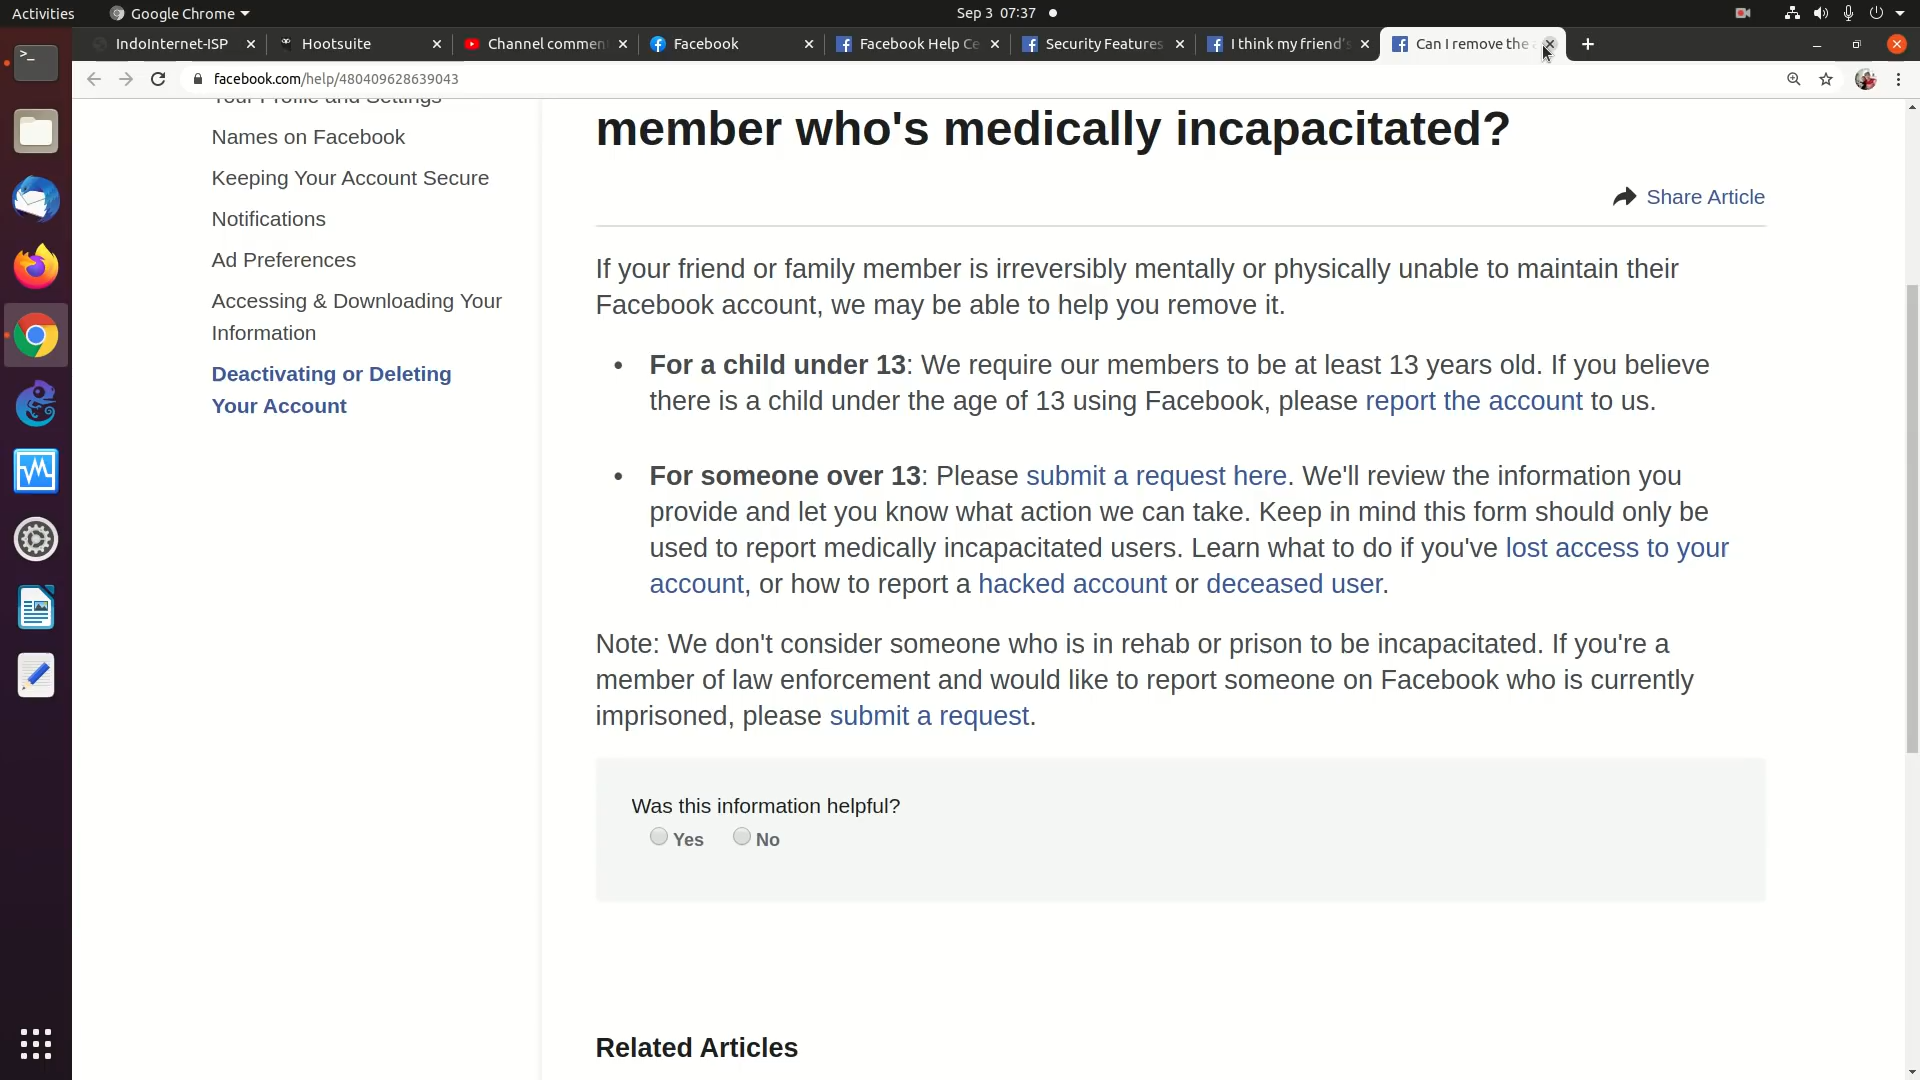 Activities
Google Chrome
Sep 3 07:37
IndoInternet-ISP
Hootsuite
Channel commen
Facebook
Facebook Help Ce
Security Features
I think my friend's
Can I remove the
facebook.com/help/480409628639043
Your Profile and Settings
Names on Facebook
Keeping Your Account Secure
Notifications
Ad Preferences
Accessing & Downloading Your
Information
Deactivating or Deleting
Your Account
member who's medically incapacitated?
Share Article
If your friend or family member is irreversibly mentally or physically unable to maintain their
Facebook account, we may be able to help you remove it.
• For a child under 13: We require our members to be at least 13 years old. If you believe
there is a child under the age of 13 using Facebook, please report the account to us.
• For someone over 13: Please submit a request here. We'll review the information you
provide and let you know what action we can take. Keep in mind this form should only be
used to report medically incapacitated users. Learn what to do if you've lost access to your
account, or how to report a hacked account or deceased user.
Note: We don't consider someone who is in rehab or prison to be incapacitated. If you're a
member of law enforcement and would like to report someone on Facebook who is currently
imprisoned, please submit a request.
Was this information helpful?
Yes
No
Related Articles